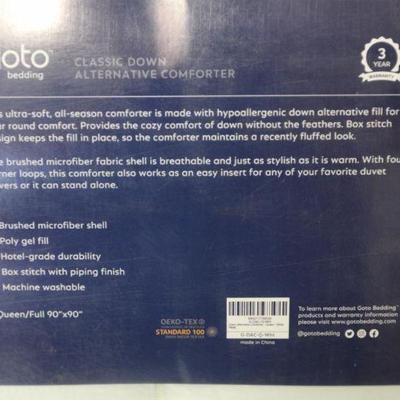 goto™
bedding
CLASSIC DOWN
ALTERNATIVE COMFORTER
3
YEAR
WARRANTY
s ultra-soft, all-season comforter is made with hypoallergenic down alternative fill for
ar round comfort. Provides the cozy comfort of down without the feathers. Box stitch
sign keeps the fill in place, so the comforter maintains a recently fluffed look.
e brushed microfiber fabric shell is breathable and just as stylish as it is warm. With four
rner loops, this comforter also works as an easy insert for any of your favorite duvet
vers or it can stand alone.
Brushed microfiber shell
Poly gel fill
Hotel-grade durability
Box stitch with piping finish
Machine washable
Queen/Full 90"x90"
OEKO-TEX®
STANDARD 100
G-DAC-Q-WH4
made in China
To learn more about Goto Bedding™
products and warranty information
please visit www.gotobedding.com
@gotobedding